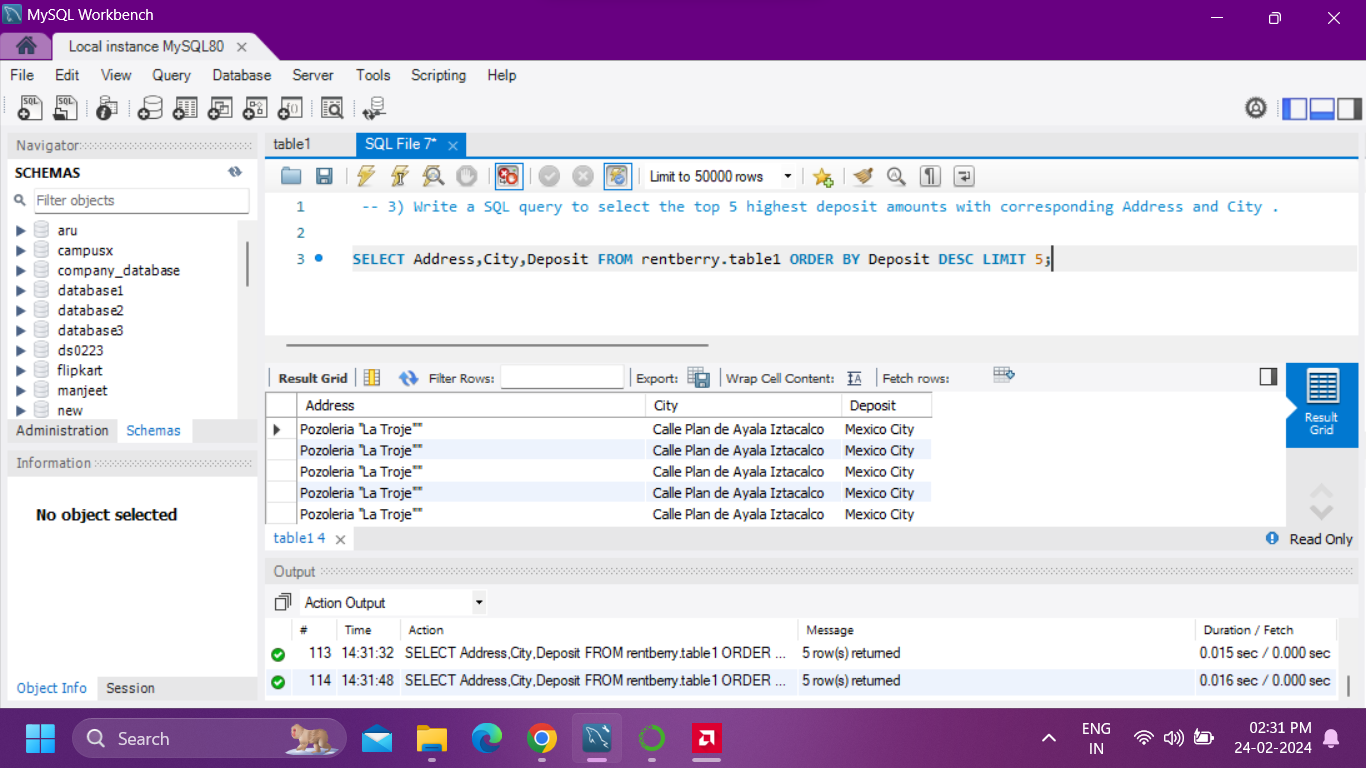 MySQL Workbench
Local instance MySQL80
File Edit View Query Database Server Tools Scripting Help
Navigator
SCHEMAS
Filter objects
aru
campusx
company_database
database1
database2
database3
ds0223
flipkart
manjeet
new
Administration Schemas
Information
No object selected
Object Info Session
table1 SQL File 7*
Limit to 50000 rows
1 -- 3) Write a SQL query to select the top 5 highest deposit amounts with corresponding Address and City .
2
3 SELECT Address,City,Deposit FROM rentberry.table1 ORDER BY Deposit DESC LIMIT 5;
Result Grid Filter Rows: Export: Wrap Cell Content: Fetch rows:
Address City Deposit
Pozoleria "La Troje"" Calle Plan de Ayala Iztacalco Mexico City
Pozoleria "La Troje"" Calle Plan de Ayala Iztacalco Mexico City
Pozoleria "La Troje"" Calle Plan de Ayala Iztacalco Mexico City
Pozoleria "La Troje"" Calle Plan de Ayala Iztacalco Mexico City
Pozoleria "La Troje"" Calle Plan de Ayala Iztacalco Mexico City
Result
Grid
table1 4
Read Only
Output
Action Output
# Time Action Message Duration / Fetch
113 14:31:32 SELECT Address,City,Deposit FROM rentberry.table1 ORDER ... 5 row(s) returned 0.015 sec / 0.000 sec
114 14:31:48 SELECT Address,City,Deposit FROM rentberry.table1 ORDER ... 5 row(s) returned 0.016 sec / 0.000 sec
Search
ENG
IN
02:31 PM
24-02-2024